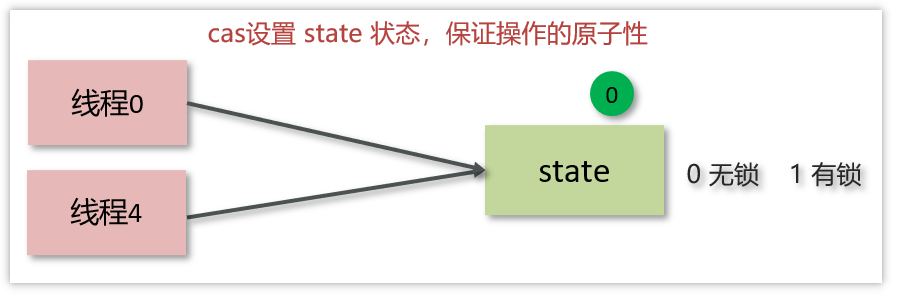 cas设置 state 状态，保证操作的原子性
线程0
0
state
0 无锁 1 有锁
线程4